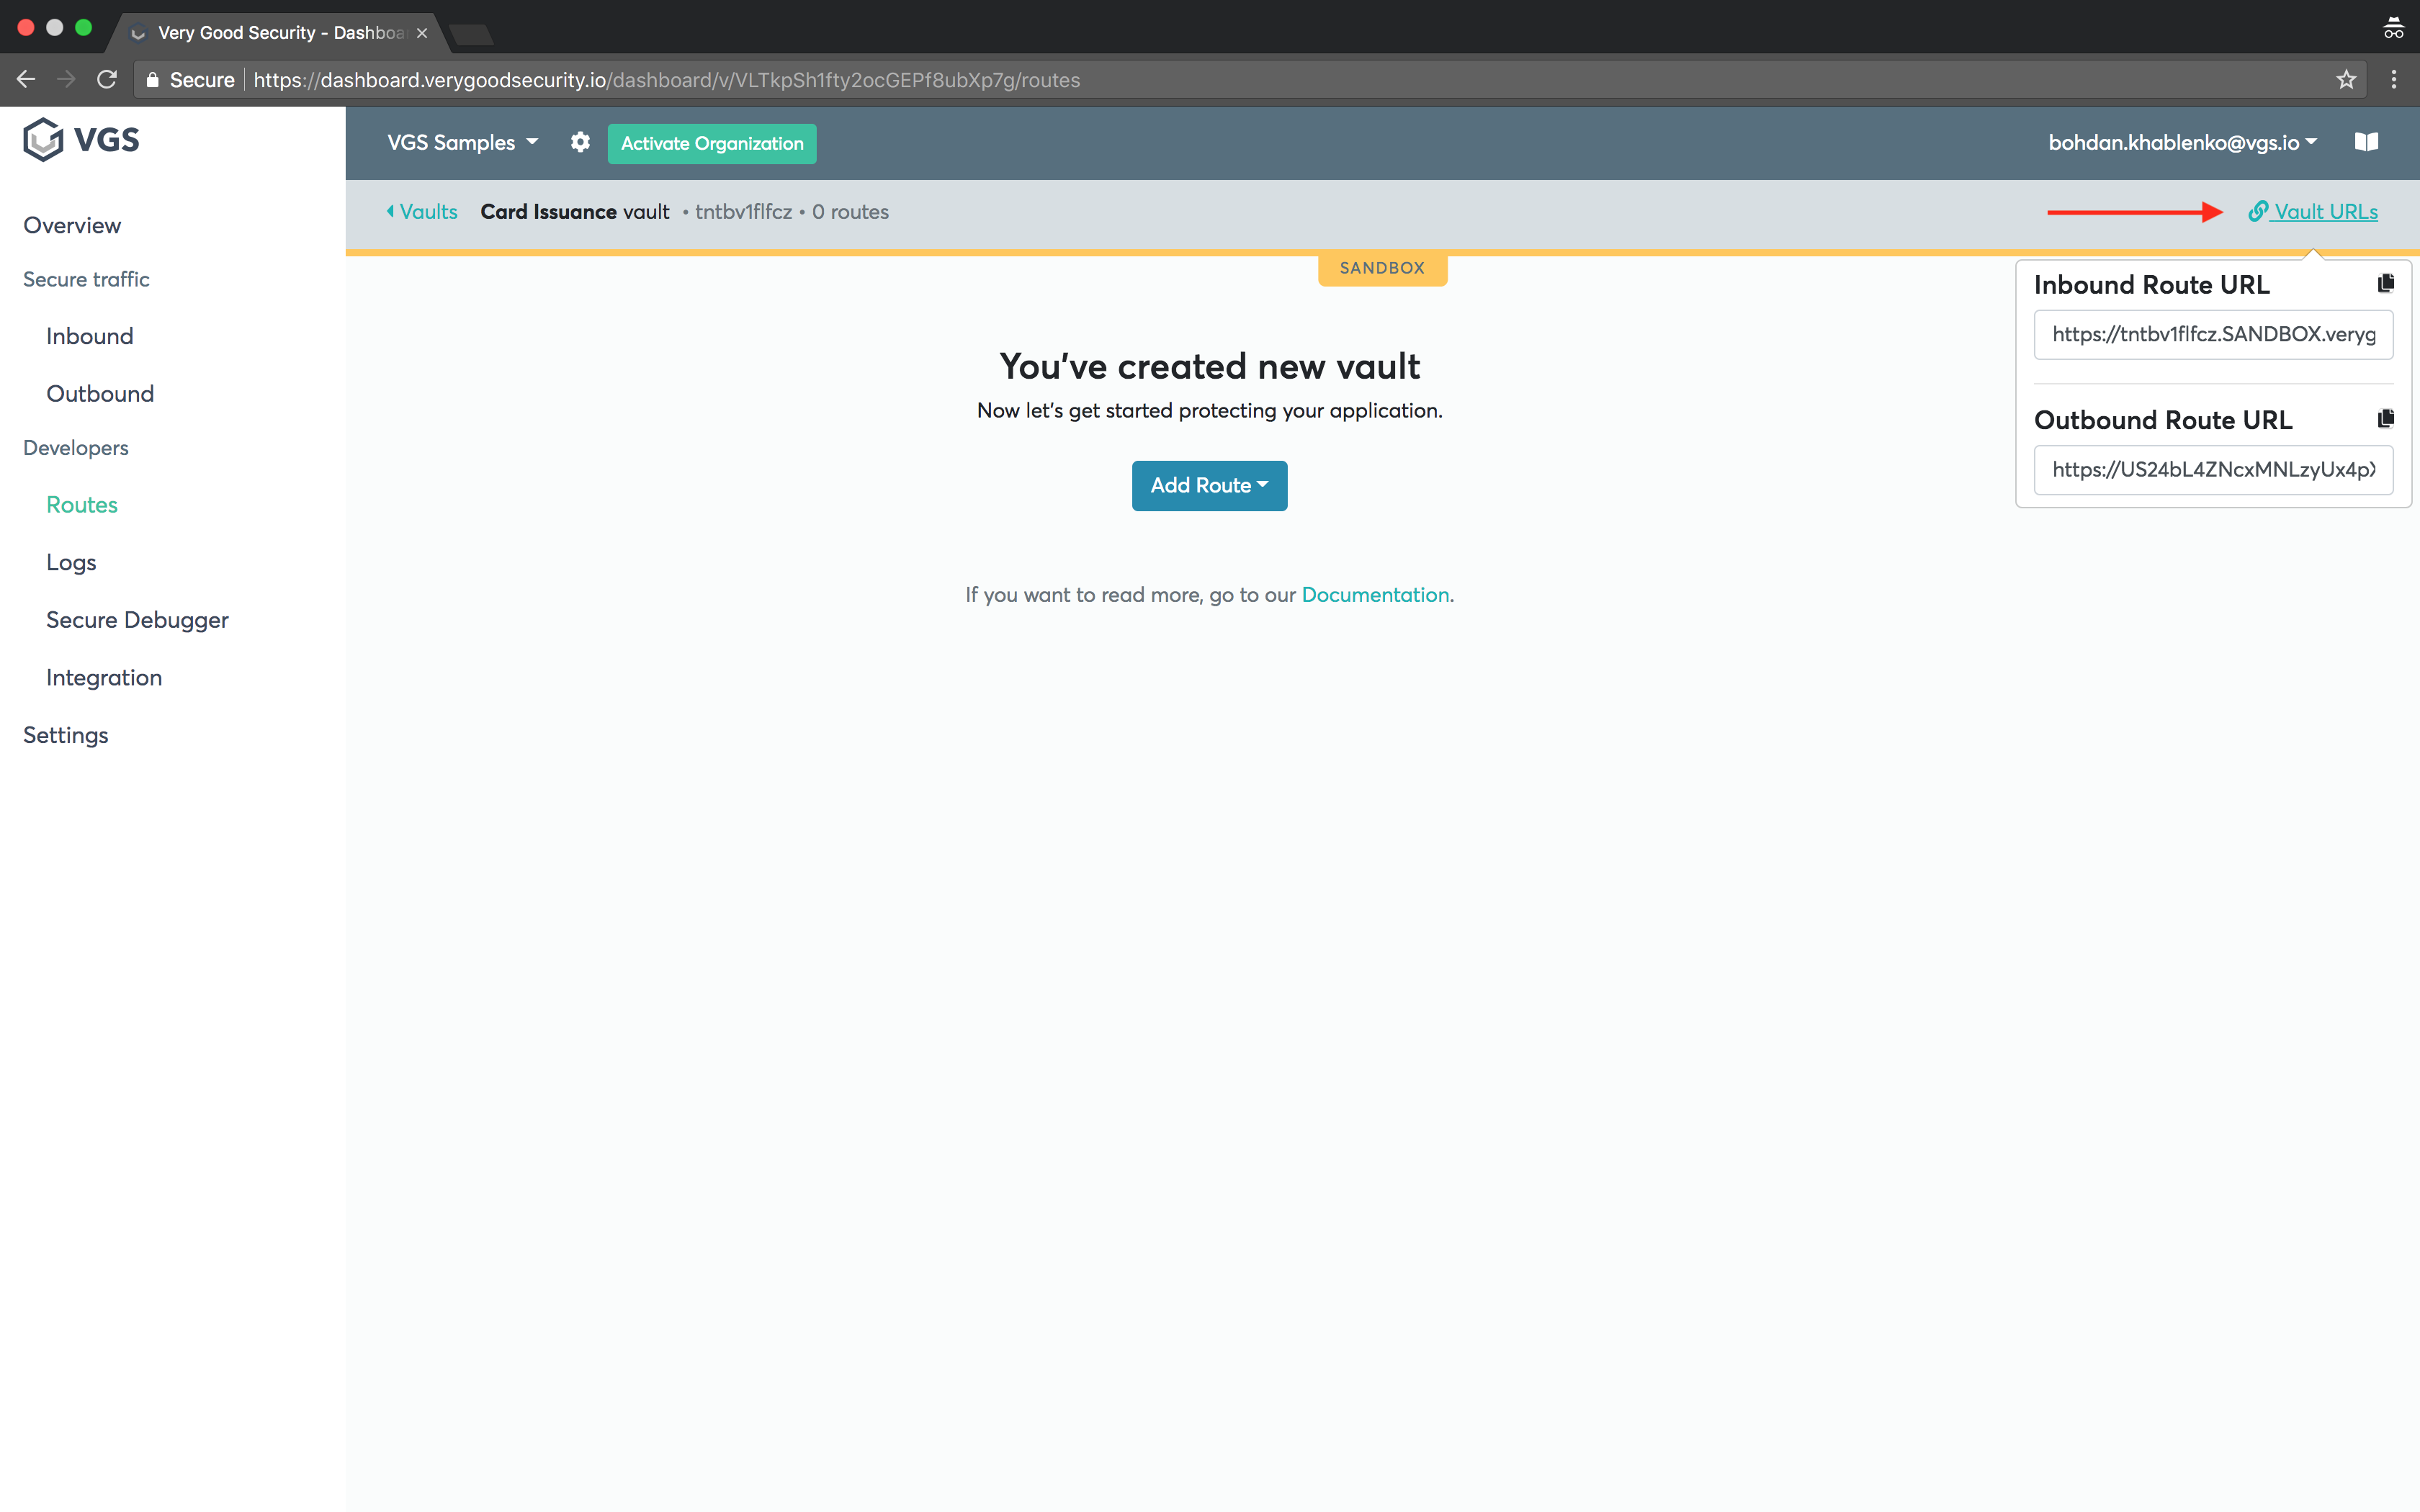 Very Good Security - Dashboa
Secure https://dashboard.verygoodsecurity.io/dashboard/v/VLTkpSh1fty2ocGEPf8ubXp7g/routes
VGS
VGS Samples
Activate Organization
bohdan.khablenko@vgs.io
Vaults
Card Issuance vault • tntbv1flfcz • 0 routes
Vault URLs
SANDBOX
Overview
Secure traffic
Inbound
Outbound
Developers
Routes
Logs
Secure Debugger
Integration
Settings
You've created new vault
Now let's get started protecting your application.
Add Route
If you want to read more, go to our Documentation.
Inbound Route URL
https://tntbv1flfcz.SANDBOX.veryg
Outbound Route URL
https://US24bL4ZNcxMNLzyUx4pX